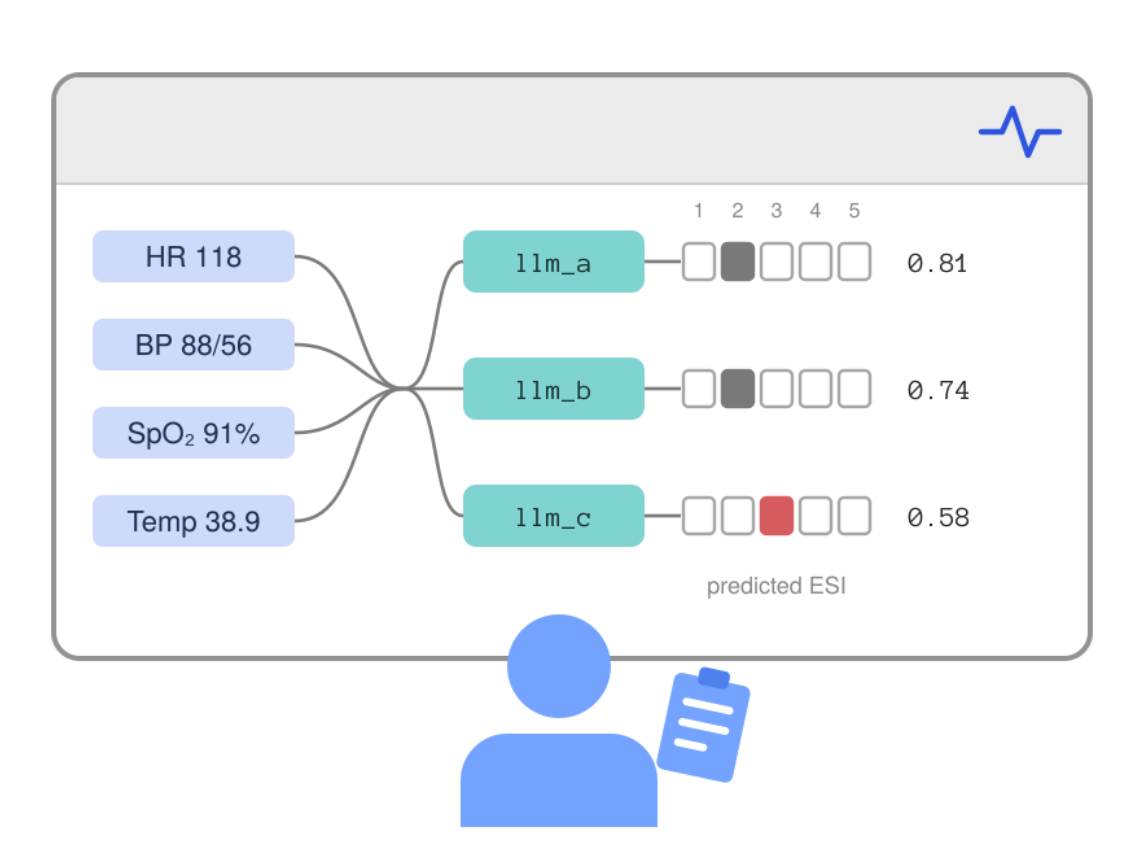 1 2 3 4 5
HR 118
llm_a
0.81
BP 88/56
llm_b
0.74
SpO₂ 91%
llm_c
0.58
Temp 38.9
predicted ESI